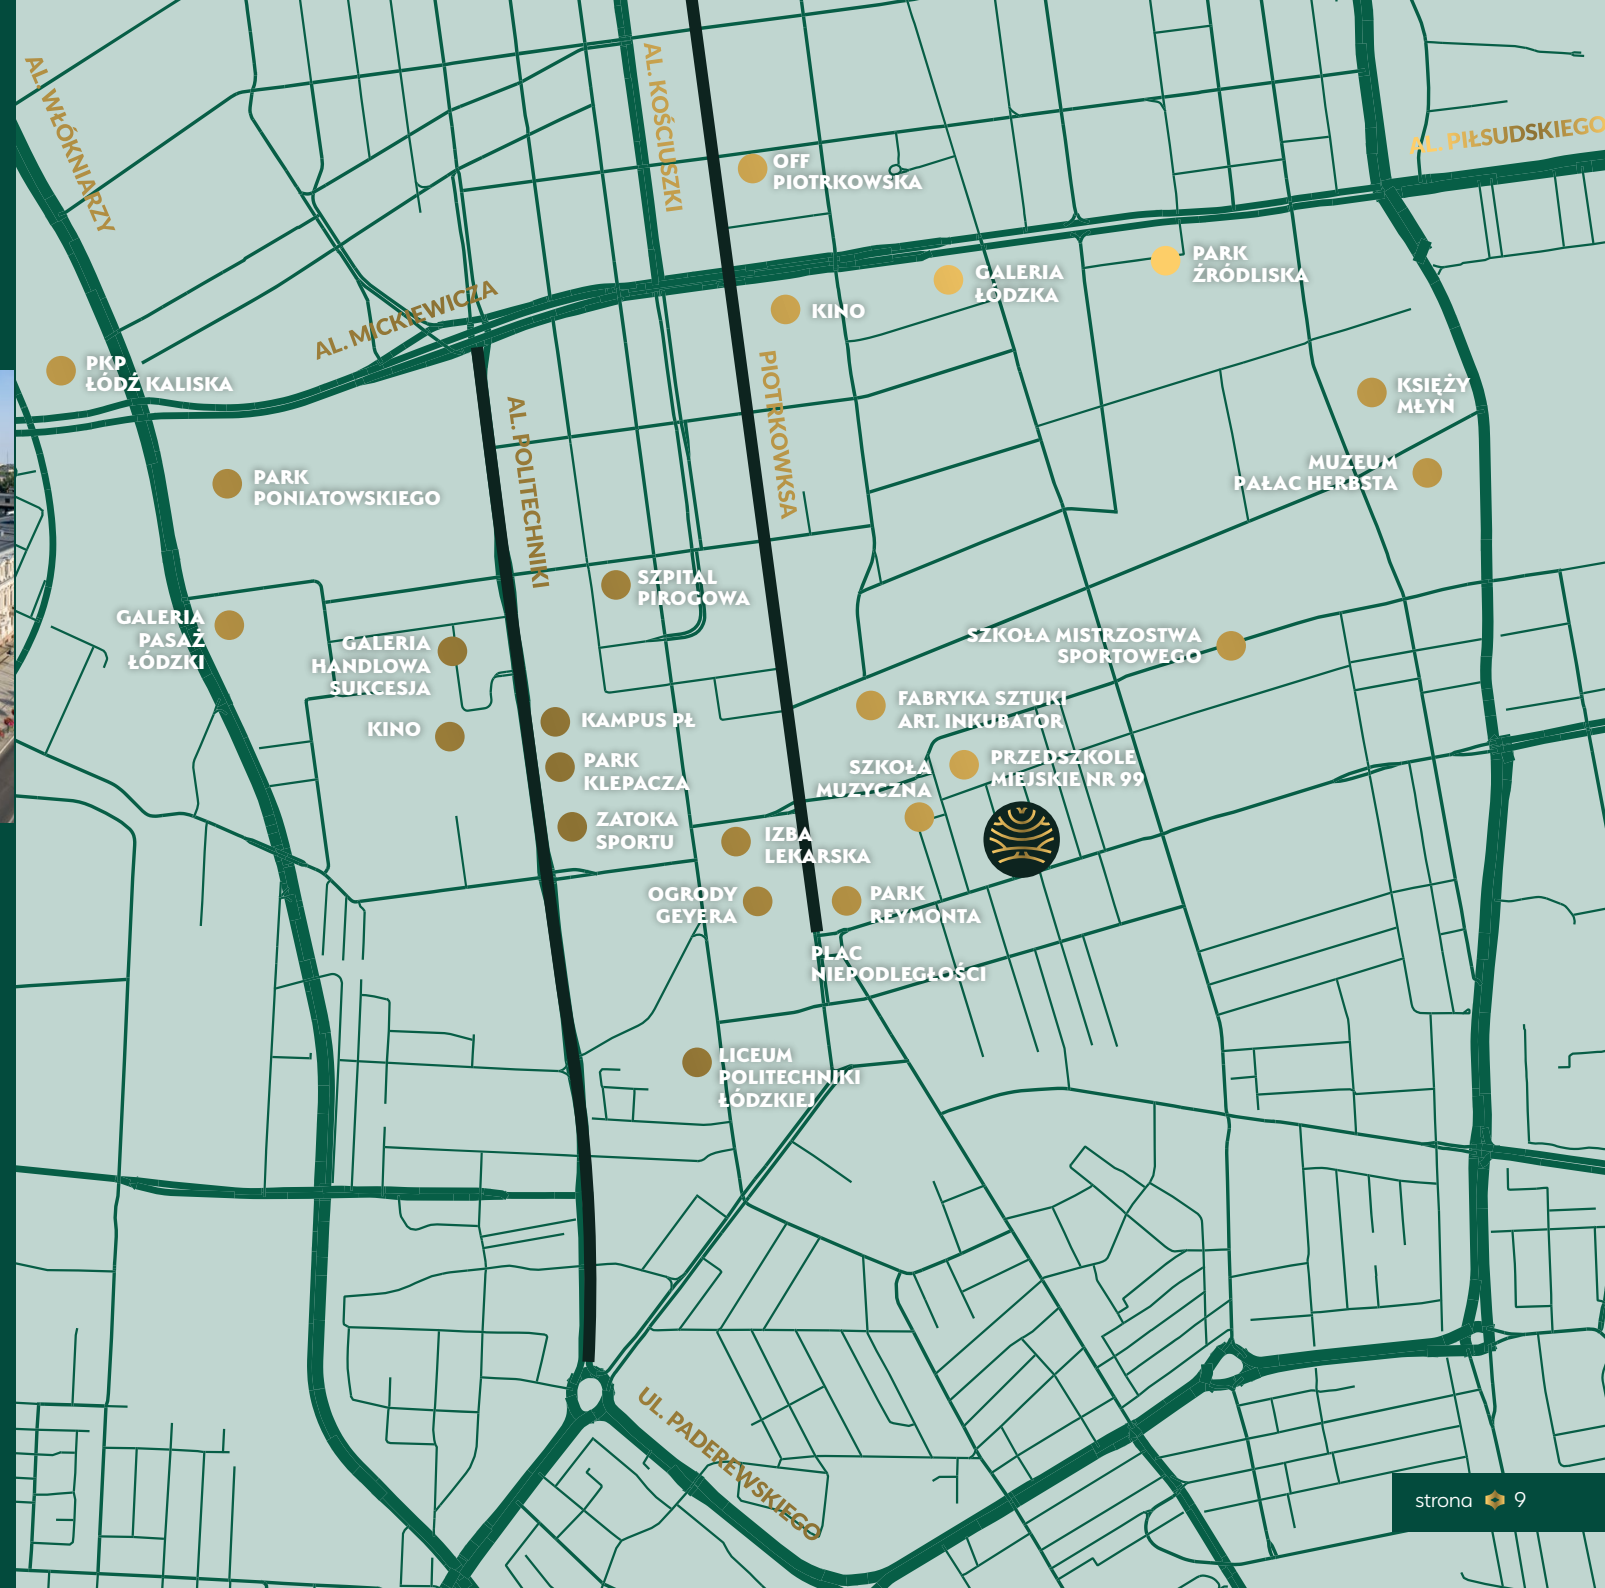 AL. WŁÓKNIARZY
AL. KOŚCIUSZKI
AL. PIŁSUDSKIEGO
OFF
PIOTRKOWSKA
PARK
ŹRÓDLISKA
GALERIA
ŁÓDZKA
KINO
AL. MICKIEWICZA
PKP
ŁÓDŹ KALISKA
PIOTRKOWKSA
KSIĘŻY
MŁYN
AL. POLITECHNIKI
MUZEUM
PAŁAC HERBSTA
PARK
PONIATOWSKIEGO
SZPITAL
PIROGOWA
GALERIA
PASAŻ
ŁÓDZKI
GALERIA
HANDLOWA
SUKCESJA
SZKOŁA MISTRZOSTWA
SPORTOWEGO
FABRYKA SZTUKI
ART. INKUBATOR
KINO
KAMPUS PŁ
PARK
KLEPACZA
SZKOŁA
MUZYCZNA
PRZEDSZKOLE
MIEJSKIE NR 99
ZATOKA
SPORTU
IZBA
LEKARSKA
OGRODY
GEYERA
PARK
REYMONTA
PLAC
NIEPODLEGŁOŚCI
LICEUM
POLITECHNIKI
ŁÓDZKIEJ
UL. PADEREWSKIEGO
strona 9